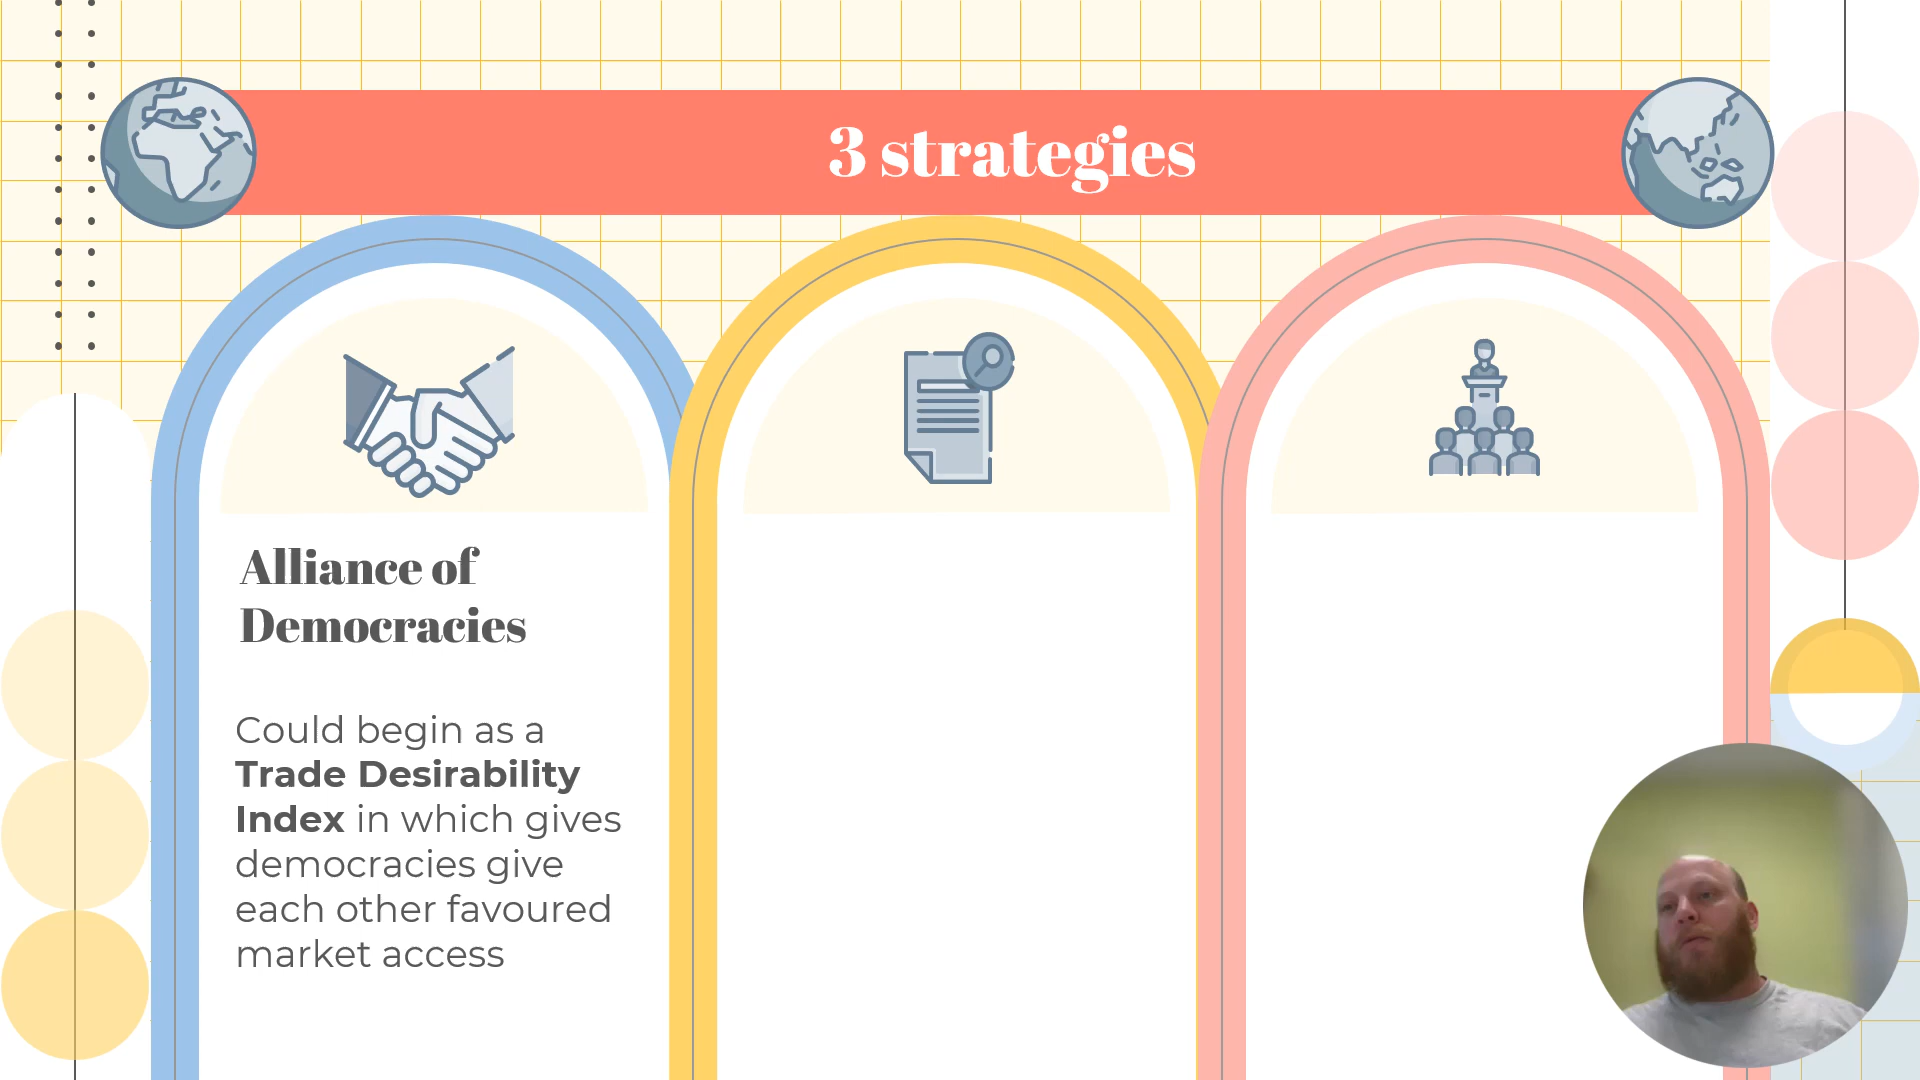 3 strategies
Alliance of
Democracies
Could begin as a
Trade Desirability
Index in which gives
democracies give
each other favoured
market access